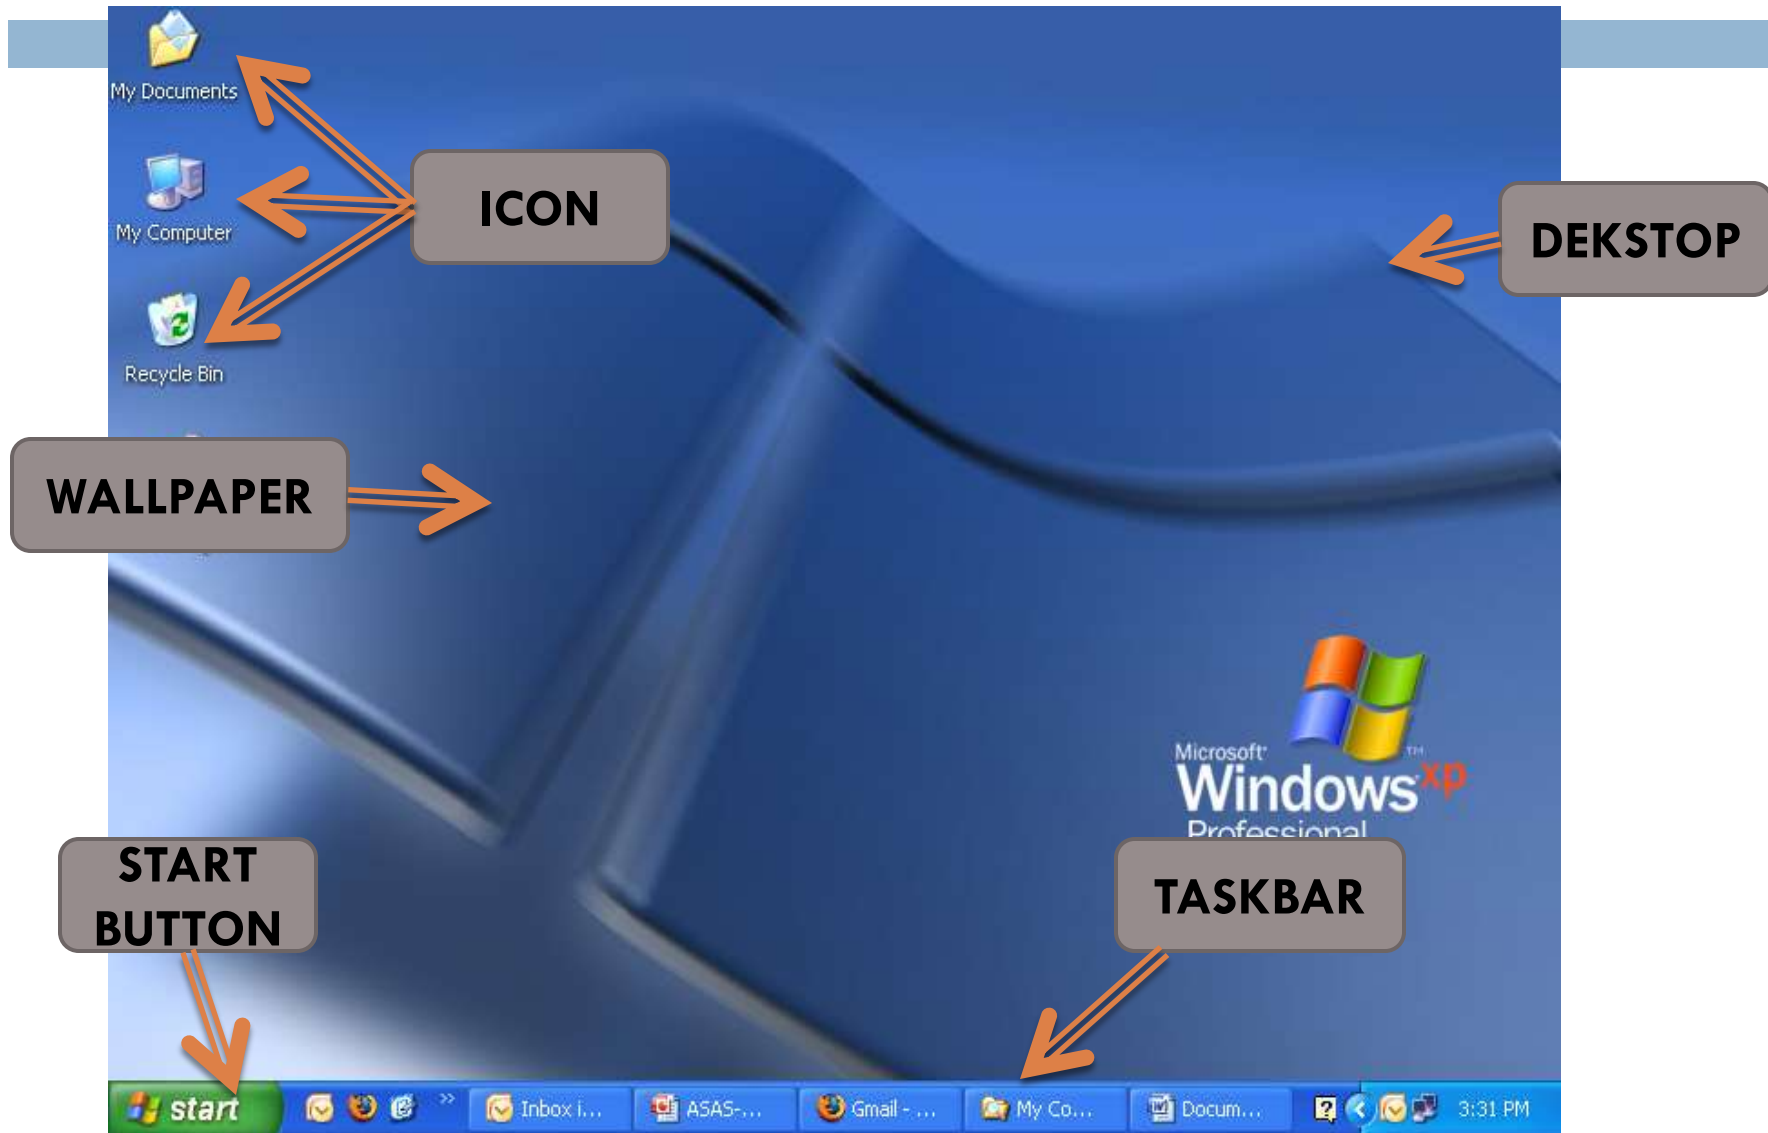 My Documents
ICON
My Computer
DEKSTOP
Recycle Bin
WALLPAPER
Microsoft
Windows xp
TM
Professional
START
BUTTON
TASKBAR
start
»
Inbox i...
ASAS-...
Gmail - ...
My Co...
Docum...
?
3:31 PM